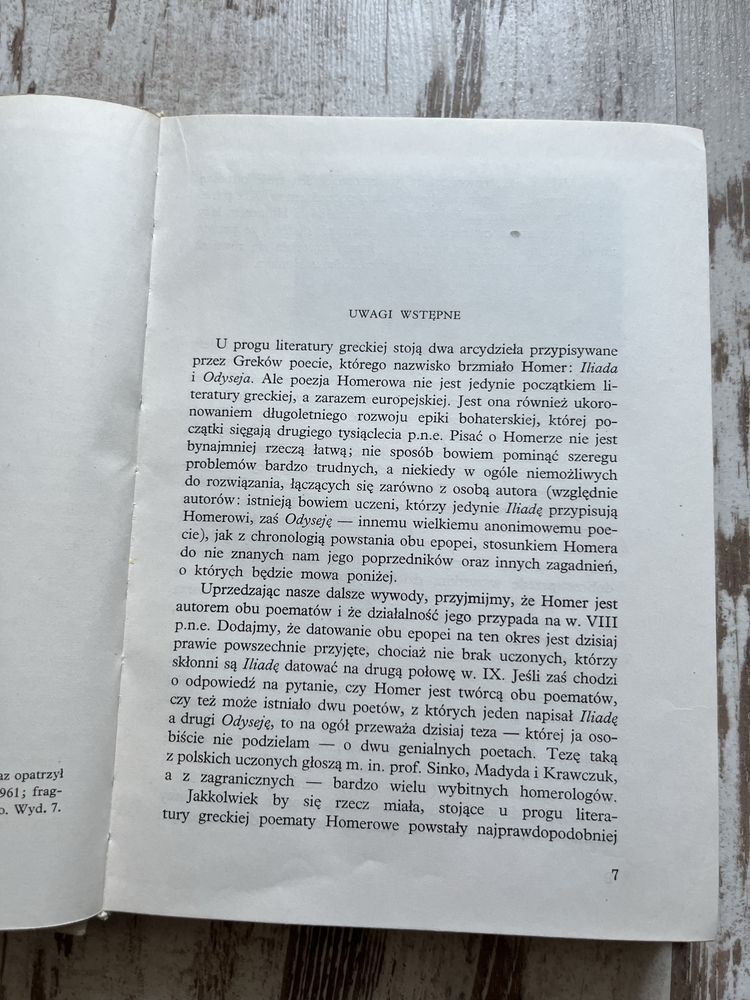 az opatrzył
961; frag-
o. Wyd. 7.
UWAGI WSTĘPNE
U progu literatury greckiej stoją dwa arcydzieła przypisywane
przez Greków poecie, którego nazwisko brzmiało Homer: Iliada
i Odyseja. Ale poezja Homerowa nie jest jedynie początkiem li-
teratury greckiej, a zarazem europejskiej. Jest ona również ukoro-
nowaniem długoletniego rozwoju epiki bohaterskiej, której po-
czątki sięgają drugiego tysiąclecia p.n.e. Pisać o Homerze nie jest
bynajmniej rzeczą łatwą; nie sposób bowiem pominąć szeregu
problemów bardzo trudnych, a niekiedy w ogóle niemożliwych
do rozwiązania, łączących się zarówno z osobą autora (względnie
autorów: istnieją bowiem uczeni, którzy jedynie Iliadę przypisują
Homerowi, zaś Odyseję — innemu wielkiemu anonimowemu poe-
cie), jak z chronologią powstania obu epopei, stosunkiem Homera
do nie znanych nam jego poprzedników oraz innych zagadnień,
o których będzie mowa poniżej.
Uprzedzając nasze dalsze wywody, przyjmijmy, że Homer jest
autorem obu poematów i że działalność jego przypada na w. VIII
p.n.e. Dodajmy, że datowanie obu epopei na ten okres jest dzisiaj
prawie powszechnie przyjęte, chociaż nie brak uczonych, którzy
skłonni są Iliadę datować na drugą połowę w. IX. Jeśli zaś chodzi
o odpowiedź na pytanie, czy Homer jest twórcą obu poematów,
czy też może istniało dwu poetów, z których jeden napisał Iliadę
a drugi Odyseję, to na ogół przeważa dzisiaj teza — której ja oso-
biście nie podzielam — o dwu genialnych poetach. Tezę taką
z polskich uczonych głoszą m. in. prof. Sinko, Madyda i Krawczuk,
a z zagranicznych — bardzo wielu wybitnych homerologów.
Jakkolwiek by się rzecz miała, stojące u progu litera-
tury greckiej poematy Homerowe powstały najprawdopodobniej
7